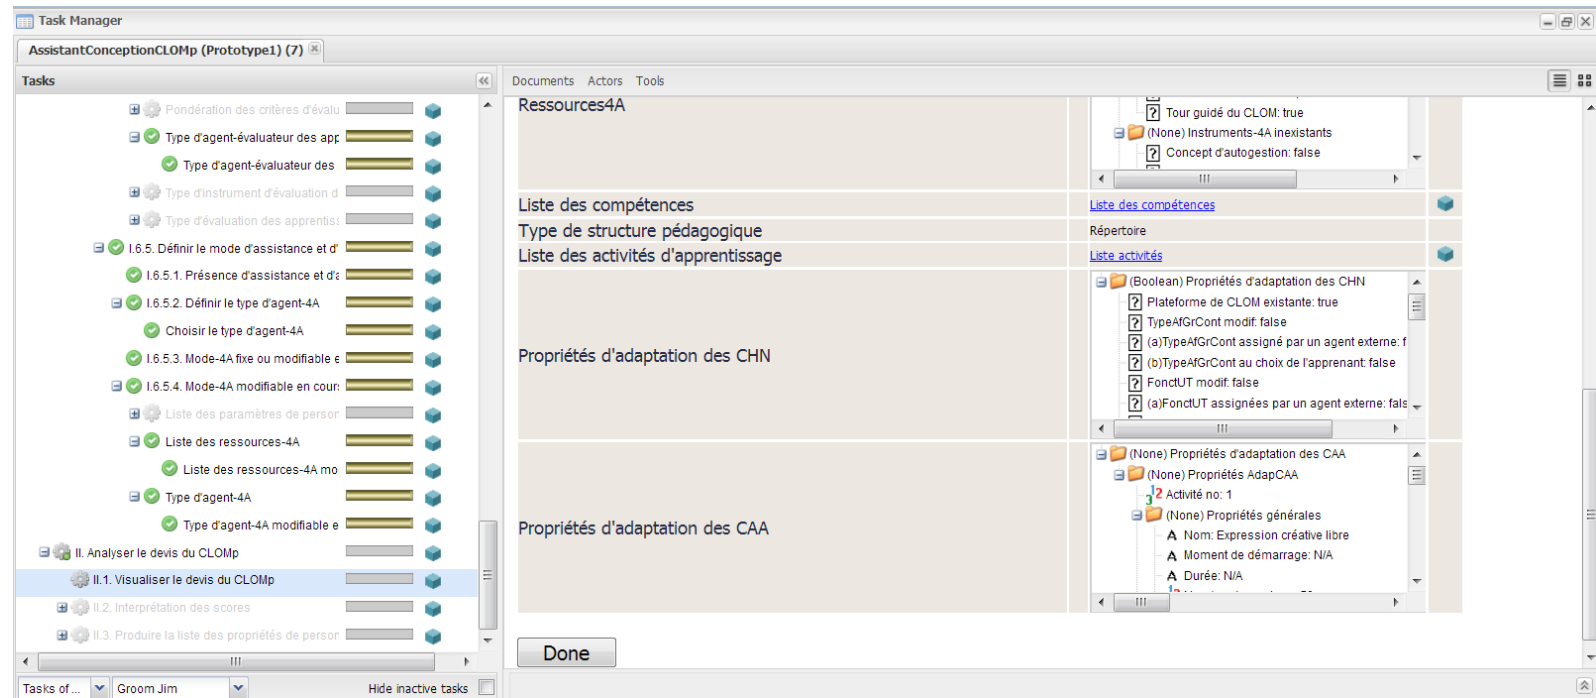 Task Manager
AssistantConceptionCLOMp (Prototype1) (7)
Tasks
Pondération des critères d'évalu
Type d'agent-évaluateur des app
Type d'agent-évaluateur des
Type d'instrument d'évaluation d
Type d'évaluation des apprentiss
I.6.5. Définir le mode d'assistance et d'
I.6.5.1. Présence d'assistance et d'a
I.6.5.2. Définir le type d'agent-4A
Choisir le type d'agent-4A
I.6.5.3. Mode-4A fixe ou modifiable e
I.6.5.4. Mode-4A modifiable en cour
Liste des paramètres de person
Liste des ressources-4A
Liste des ressources-4A mo
Type d'agent-4A
Type d'agent-4A modifiable e
II. Analyser le devis du CLOMp
II.1. Visualiser le devis du CLOMp
II.2. Interprétation des scores
II.3. Produire la liste des propriétés de person
Tasks of ... Groom Jim Hide inactive tasks
Documents Actors Tools
Ressources4A
Tour guidé du CLOM: true
(None) Instruments-4A inexistants
Concept d'autogestion: false
Liste des compétences Liste des compétences
Type de structure pédagogique Répertoire
Liste des activités d'apprentissage Liste activités
Propriétés d'adaptation des CHN
(Boolean) Propriétés d'adaptation des CHN
Plateforme de CLOM existante: true
TypeAfGrCont modif: false
(a)TypeAfGrCont assigné par un agent externe: f
(b)TypeAfGrCont au choix de l'apprenant: false
FonctUT modif: false
(a)FonctUT assignées par un agent externe: fals
Propriétés d'adaptation des CAA
(None) Propriétés d'adaptation des CAA
(None) Propriétés AdapCAA
Activité no: 1
(None) Propriétés générales
A Nom: Expression créative libre
A Moment de démarrage: N/A
A Durée: N/A
Done